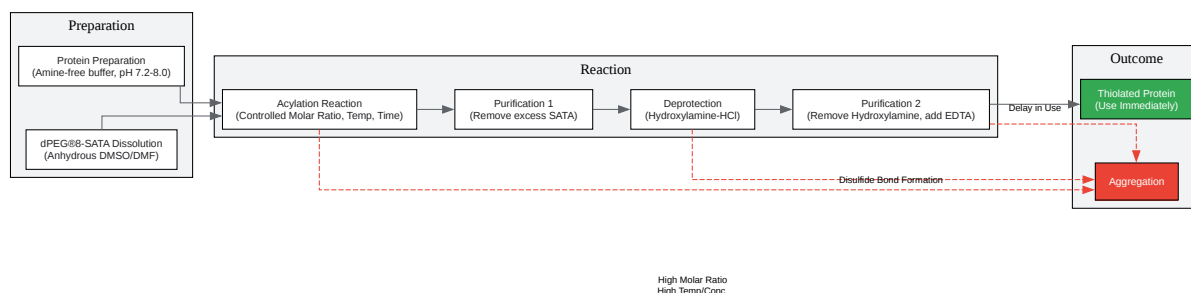 Preparation
Protein Preparation
(Amine-free buffer, pH 7.2-8.0)
dPEG®8-SATA Dissolution
(Anhydrous DMSO/DMF)
Reaction
Acylation Reaction
(Controlled Molar Ratio, Temp, Time)
Purification 1
(Remove excess SATA)
Deprotection
(Hydroxylamine-HCl)
Purification 2
(Remove Hydroxylamine, add EDTA)
Delay in Use
Disulfide Bond Formation
Outcome
Thiolated Protein
(Use Immediately)
Aggregation
High Molar Ratio
High Temp/Conc